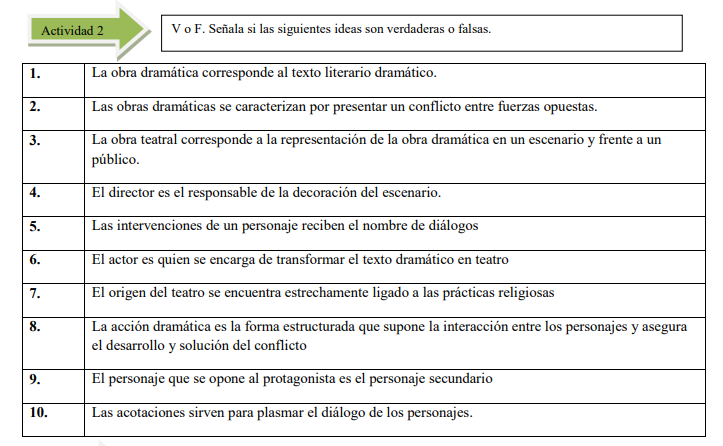 Actividad 2
V o F. Señala si las siguientes ideas son verdaderas o falsas.
1. La obra dramática corresponde al texto literario dramático.
2. Las obras dramáticas se caracterizan por presentar un conflicto entre fuerzas opuestas.
3. La obra teatral corresponde a la representación de la obra dramática en un escenario y frente a un
público.
4. El director es el responsable de la decoración del escenario.
5. Las intervenciones de un personaje reciben el nombre de diálogos
6. El actor es quien se encarga de transformar el texto dramático en teatro
7. El origen del teatro se encuentra estrechamente ligado a las prácticas religiosas
8. La acción dramática es la forma estructurada que supone la interacción entre los personajes y asegura
el desarrollo y solución del conflicto
9. El personaje que se opone al protagonista es el personaje secundario
10. Las acotaciones sirven para plasmar el diálogo de los personajes.